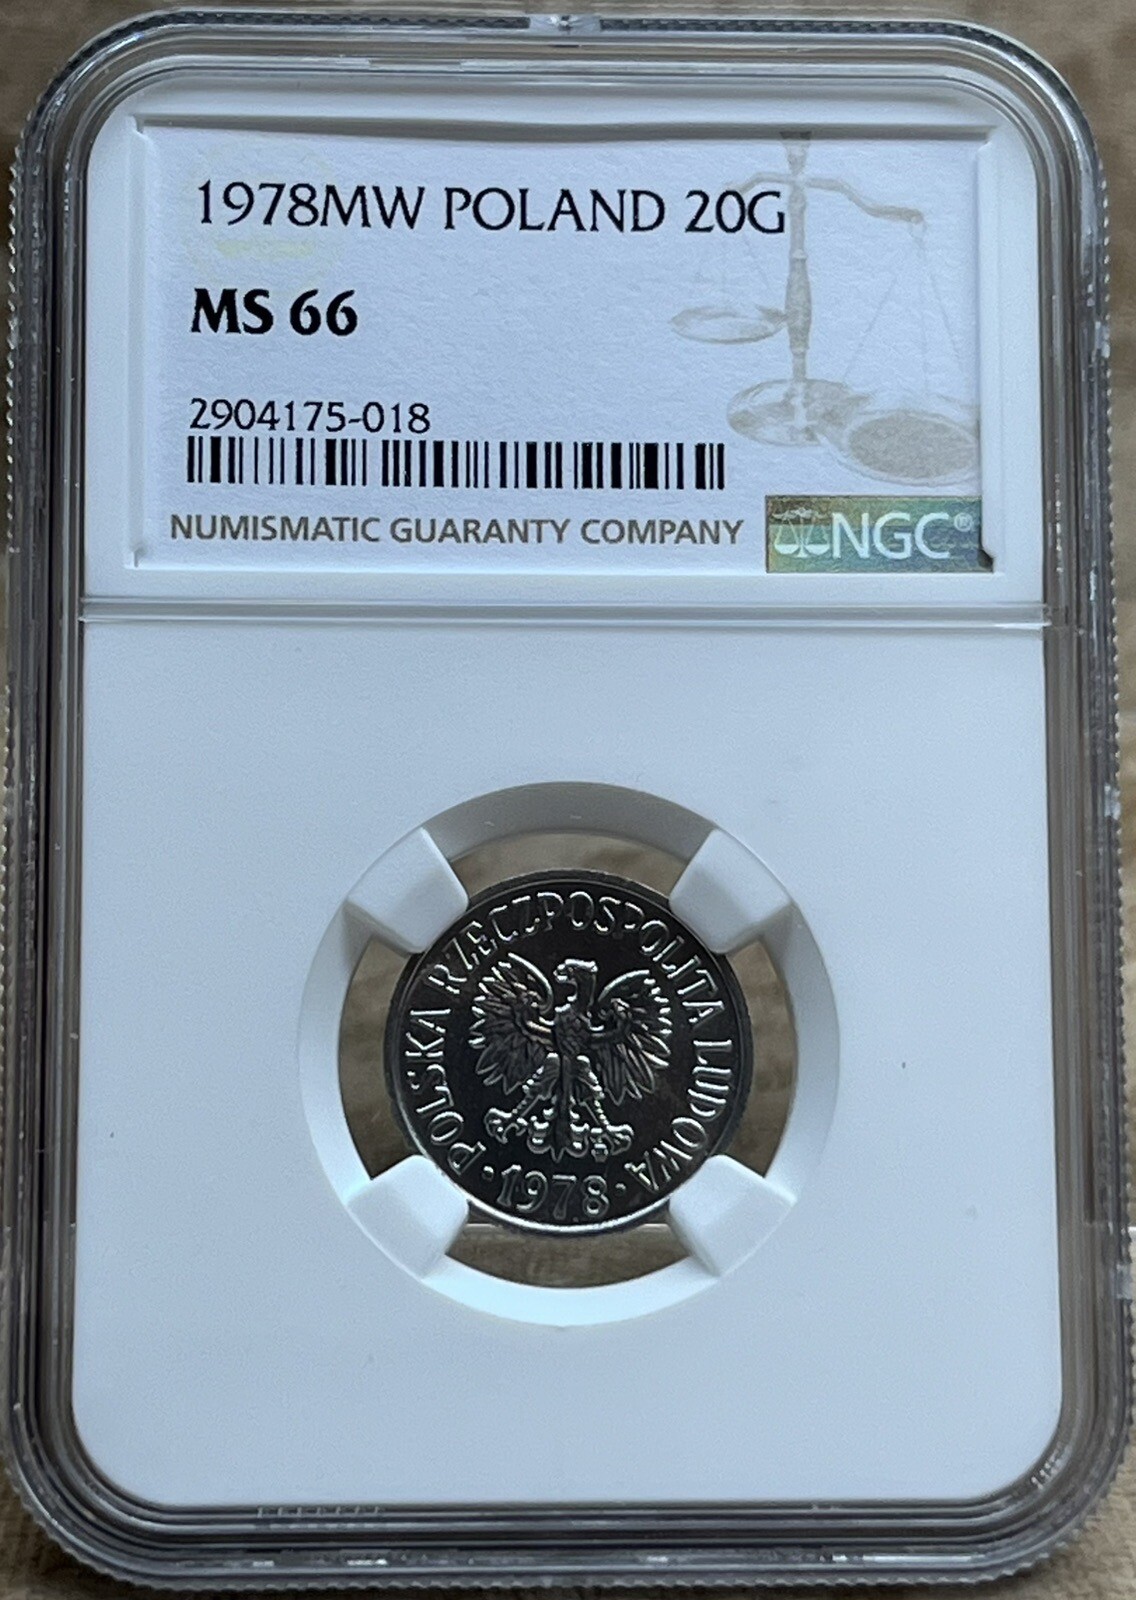 1978MW POLAND 20G
MS 66
2904175-018
NUMISMATIC GUARANTY COMPANY
NGC®
POLSKA RZECZPOSPOLITA LUDOWA
·1978·